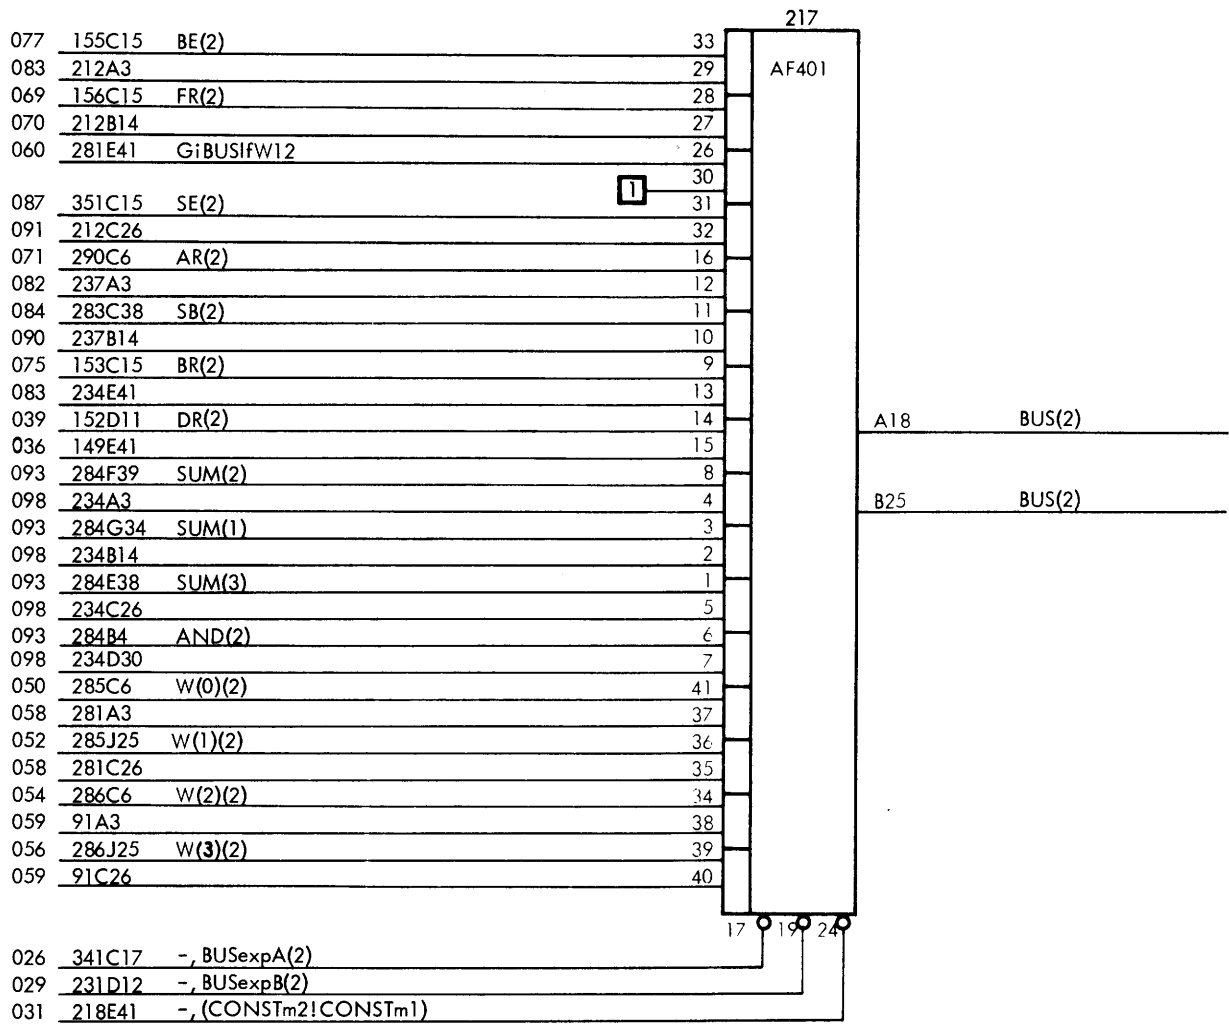 217
077 155C15 BE(2) 33
083 212A3 29 AF401
069 156C15 FR(2) 28
070 212B14 27
060 281E41 GiBUSIfW12 26
30
1
087 351C15 SE(2) 31
091 212C26 32
071 290C6 AR(2) 16
082 237A3 12
084 283C38 SB(2) 11
090 237B14 10
075 153C15 BR(2) 9
083 234E41 13
039 152D11 DR(2) 14 A18 BUS(2)
036 149E41 15
093 284F39 SUM(2) 8
098 234A3 4 B25 BUS(2)
093 284G34 SUM(1) 3
098 234B14 2
093 284E38 SUM(3) 1
098 234C26 5
093 284B4 AND(2) 6
098 234D30 7
050 285C6 W(0)(2) 41
058 281A3 37
052 285J25 W(1)(2) 36
058 281C26 35
054 286C6 W(2)(2) 34
059 91A3 38
056 286J25 W(3)(2) 39
059 91C26 40
17 19 24
026 341C17 -, BUSexpA(2)
029 231D12 -, BUSexpB(2)
031 218E41 -, (CONSTm2!CONSTm1)